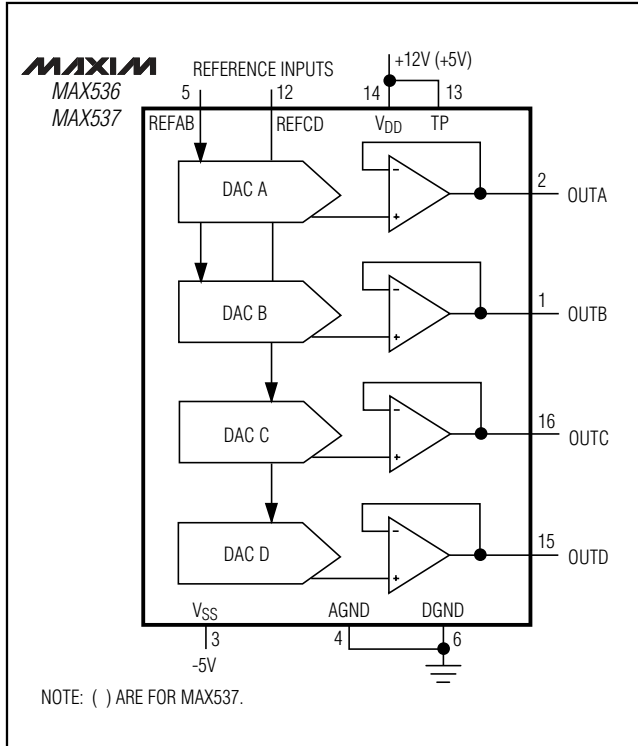 MAXIM
MAX536
MAX537
REFERENCE INPUTS
+12V (+5V)
5
12
14
13
REFAB
REFCD
VDD
TP
DAC A
-
+
2
OUTA
DAC B
-
+
1
OUTB
DAC C
-
+
16
OUTC
DAC D
-
+
15
OUTD
VSS
AGND
DGND
3
4
6
-5V
NOTE: ( ) ARE FOR MAX537.